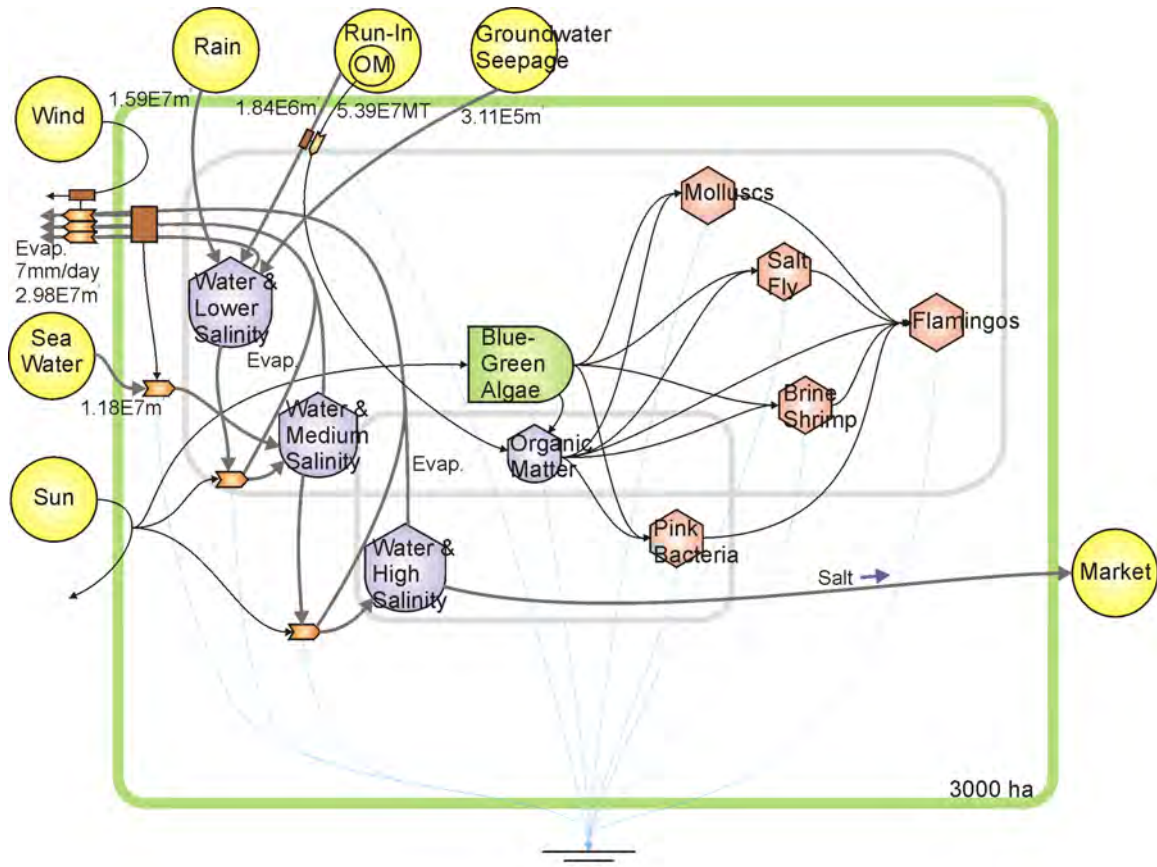 Rain
Run-In
OM
Groundwater
Seepage
Wind
1.59E7m
1.84E6m
5.39E7MT
3.11E5m
Molluscs
Salt
Fly
Flamingos
Evap.
7mm/day
2.98E7m
Water &
Lower
Salinity
Sea
Water
1.18E7m
Evap.
Blue-
Green
Algae
Brine
Shrimp
Water &
Medium
Salinity
Organic
Matter
Evap.
Sun
Pink
Bacteria
Water &
High
Salinity
Salt
Market
3000 ha